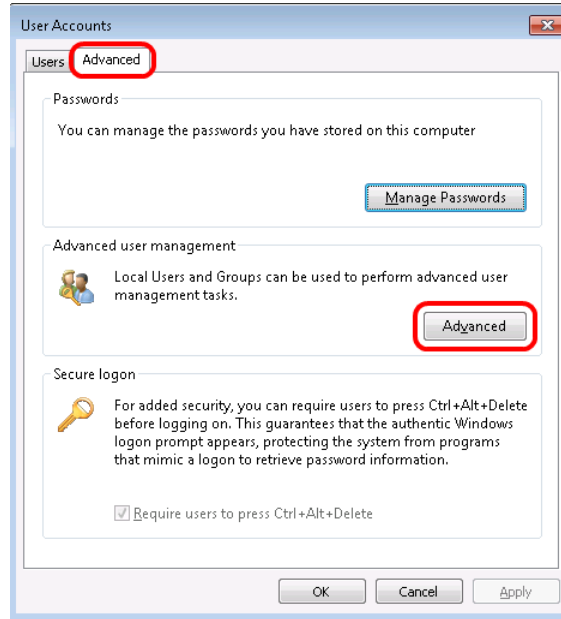 User Accounts
Users Advanced
Passwords
You can manage the passwords you have stored on this computer
Manage Passwords
Advanced user management
Local Users and Groups can be used to perform advanced user
management tasks.
Advanced
Secure logon
For added security, you can require users to press Ctrl+Alt+Delete
before logging on. This guarantees that the authentic Windows
logon prompt appears, protecting the system from programs
that mimic a logon to retrieve password information.
Require users to press Ctrl+Alt+Delete
OK Cancel Apply